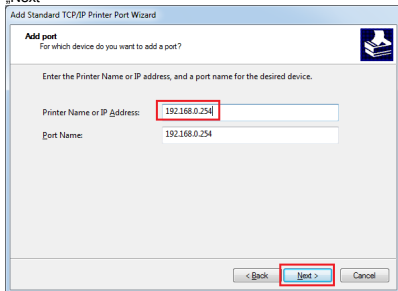 „Next
Add Standard TCP/IP Printer Port Wizard
Add port
For which device do you want to add a port?
Enter the Printer Name or IP address, and a port name for the desired device.
Printer Name or IP Address: 192.168.0.254
Port Name: 192.168.0.254
< Back Next > Cancel